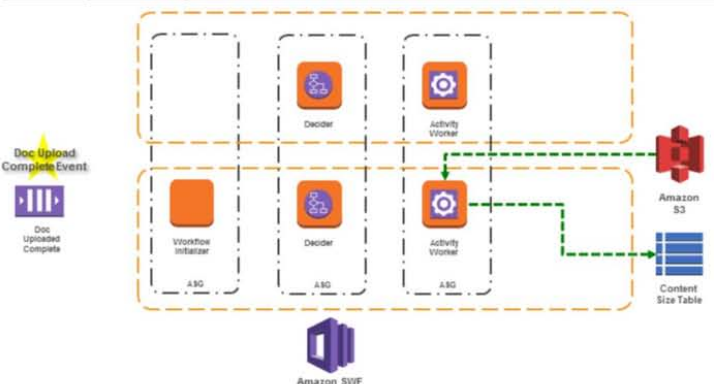 Decider
Activity
Worker
Doc Upload
Complete Event
Doc
Uploaded
Complete
Workflow
Initializer
Decider
Activity
Worker
ASG
ASG
ASG
Amazon
S3
Content
Size Table
Amazon SWF